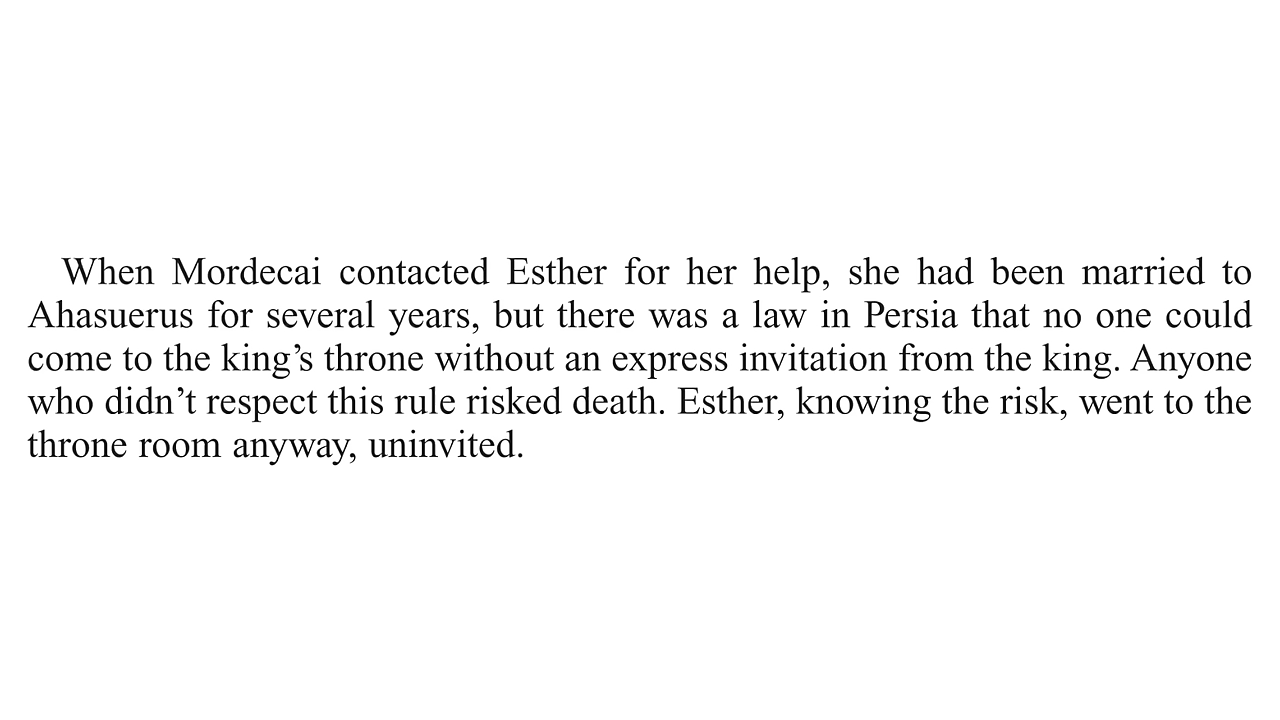 When Mordecai contacted Esther for her help, she had been married to
Ahasuerus for several years, but there was a law in Persia that no one could
come to the king’s throne without an express invitation from the king. Anyone
who didn’t respect this rule risked death. Esther, knowing the risk, went to the
throne room anyway, uninvited.